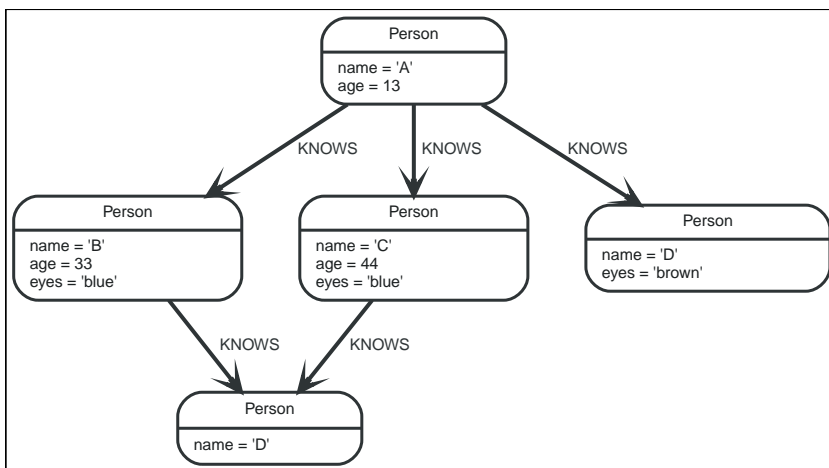 Person
name = 'A'
age = 13
KNOWS
KNOWS
KNOWS
Person
name = 'B'
age = 33
eyes = 'blue'
Person
name = 'C'
age = 44
eyes = 'blue'
Person
name = 'D'
eyes = 'brown'
KNOWS
KNOWS
Person
name = 'D'